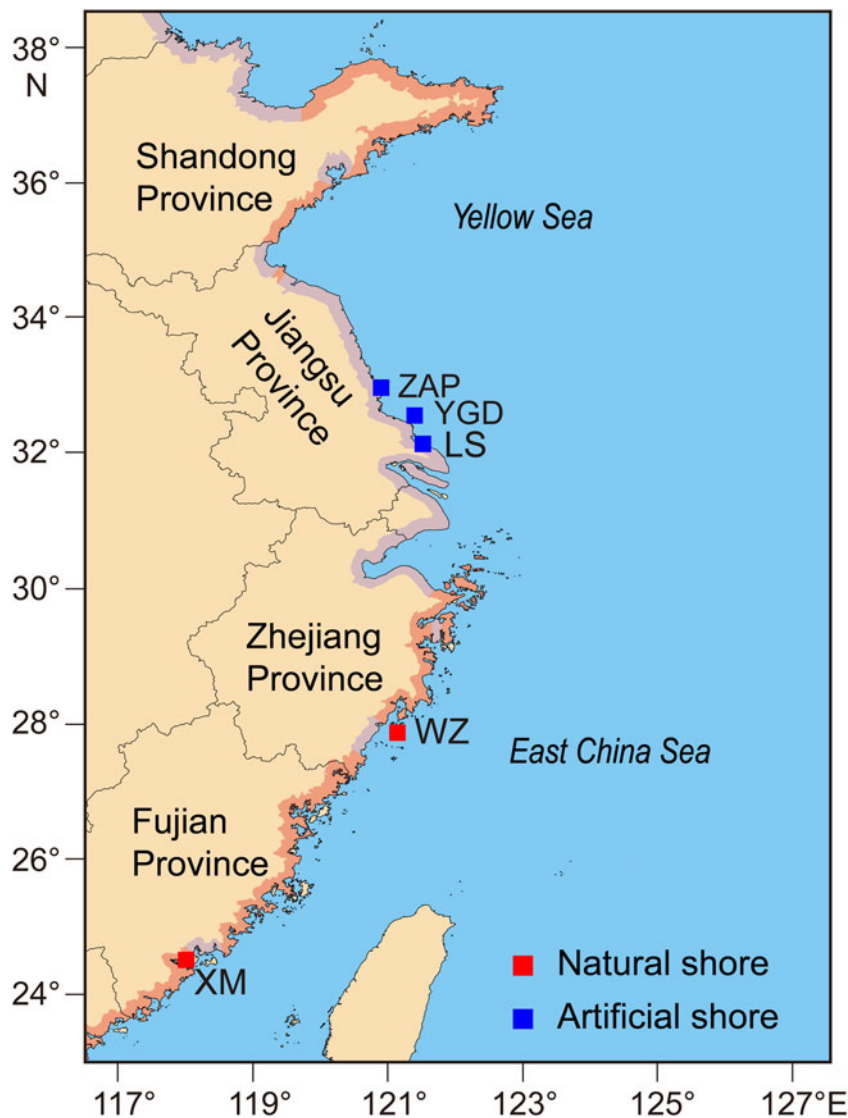 38°
N
Shandong
Province
36°
Yellow Sea
34°
Jiangsu
Province
ZAP
YGD
LS
32°
30°
Zhejiang
Province
28°
WZ
East China Sea
Fujian
Province
26°
XM
24°
Natural shore
Artificial shore
117° 119° 121° 123° 125° 127°E